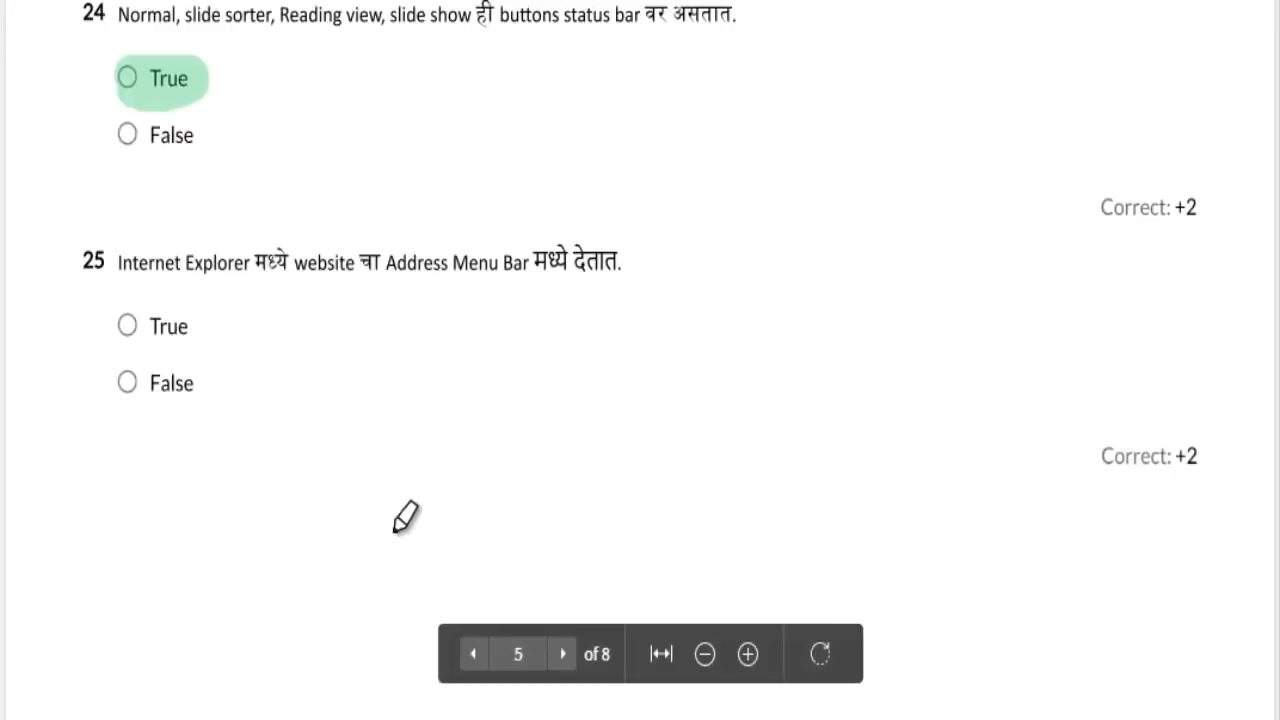 24 Normal, slide sorter, Reading view, slide show ही buttons status bar वर असतात.
True
False
Correct: +2
25 Internet Explorer मध्ये website चा Address Menu Bar मध्ये देतात.
True
False
Correct: +2
5 of 8